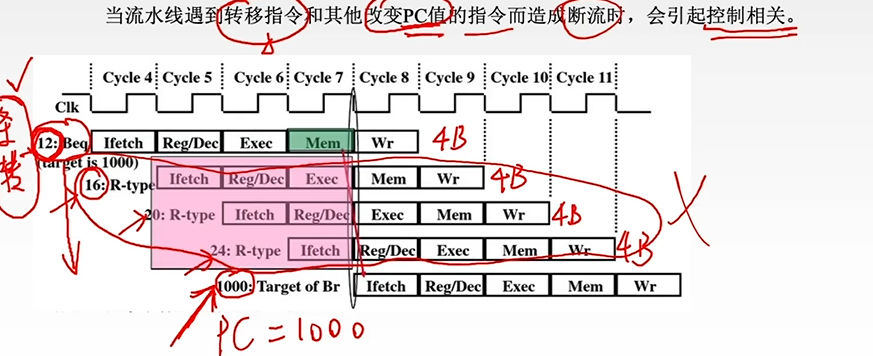 当流水线遇到转移指令和其他改变PC值的指令而造成断流时，会引起控制相关。
Cycle 4 Cycle 5 Cycle 6 Cycle 7 Cycle 8 Cycle 9 Cycle 10 Cycle 11
Clk
12: Beq Ifetch Reg/Dec Exec Mem Wr 4B
(target is 1000)
16: R-type Ifetch Reg/Dec Exec Mem Wr 4B
20: R-type Ifetch Reg/Dec Exec Mem Wr 4B
24: R-type Ifetch Reg/Dec Exec Mem Wr 4B
1000: Target of Br Ifetch Reg/Dec Exec Mem Wr
PC=1000